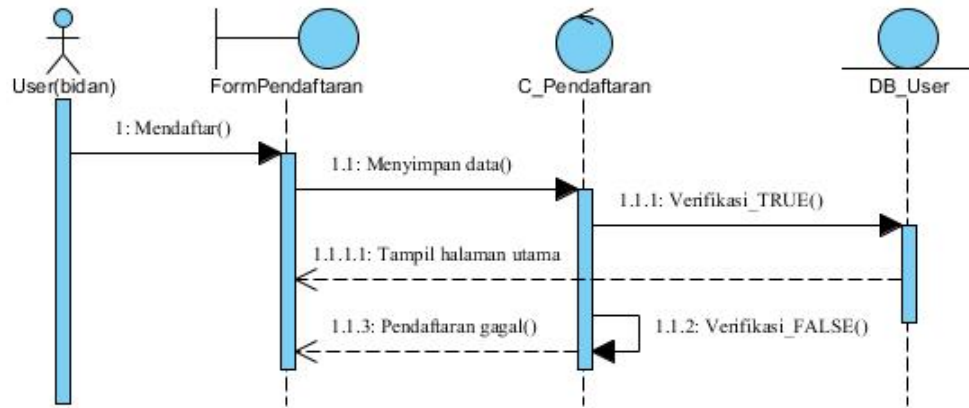 User(bidan)
FormPendaftaran
C_Pendaftaran
DB_User
1: Mendaftar()
1.1: Menyimpan data()
1.1.1: Verifikasi_TRUE()
1.1.1.1: Tampil halaman utama
1.1.3: Pendaftaran gagal()
1.1.2: Verifikasi_FALSE()